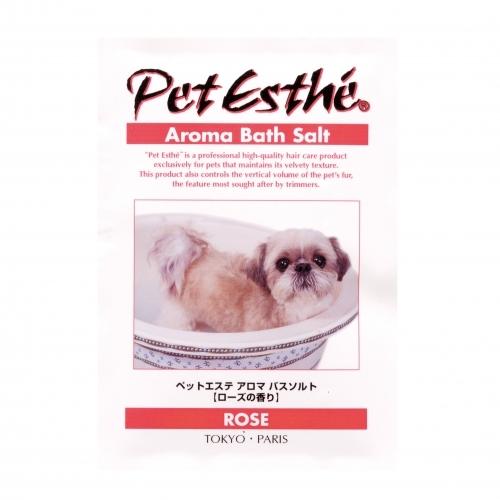 Pet Esthé®
Aroma Bath Salt
"Pet Esthé" is a professional high-quality hair care product
exclusively for pets that maintains its velvety texture.
This product also controls the vertical volume of the pet's fur,
the feature most sought after by trimmers.
ペットエステ アロマ バスソルト
【ローズの香り】
ROSE
TOKYO・PARIS